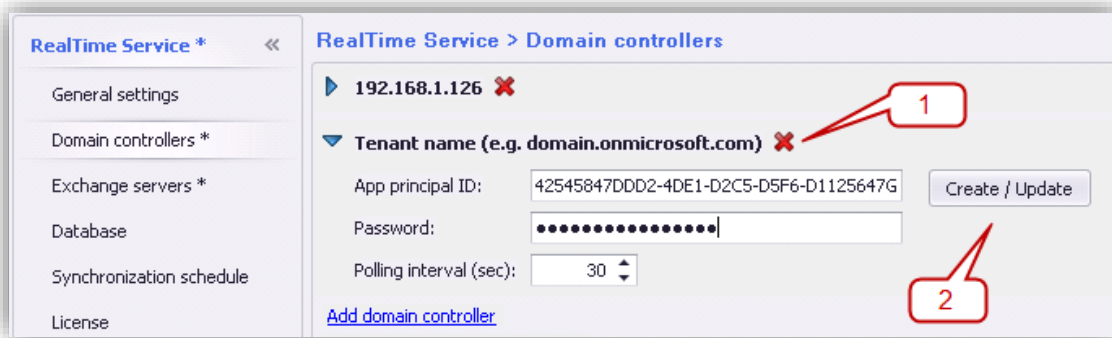 RealTime Service * «
General settings
Domain controllers *
Exchange servers *
Database
Synchronization schedule
License
RealTime Service > Domain controllers
192.168.1.126
Tenant name (e.g. domain.onmicrosoft.com)
App principal ID: 42545847DDD2-4DE1-D2C5-D5F6-D1125647G Create / Update
Password: ●●●●●●●●●●●●●●●●
Polling interval (sec): 30
Add domain controller
1
2